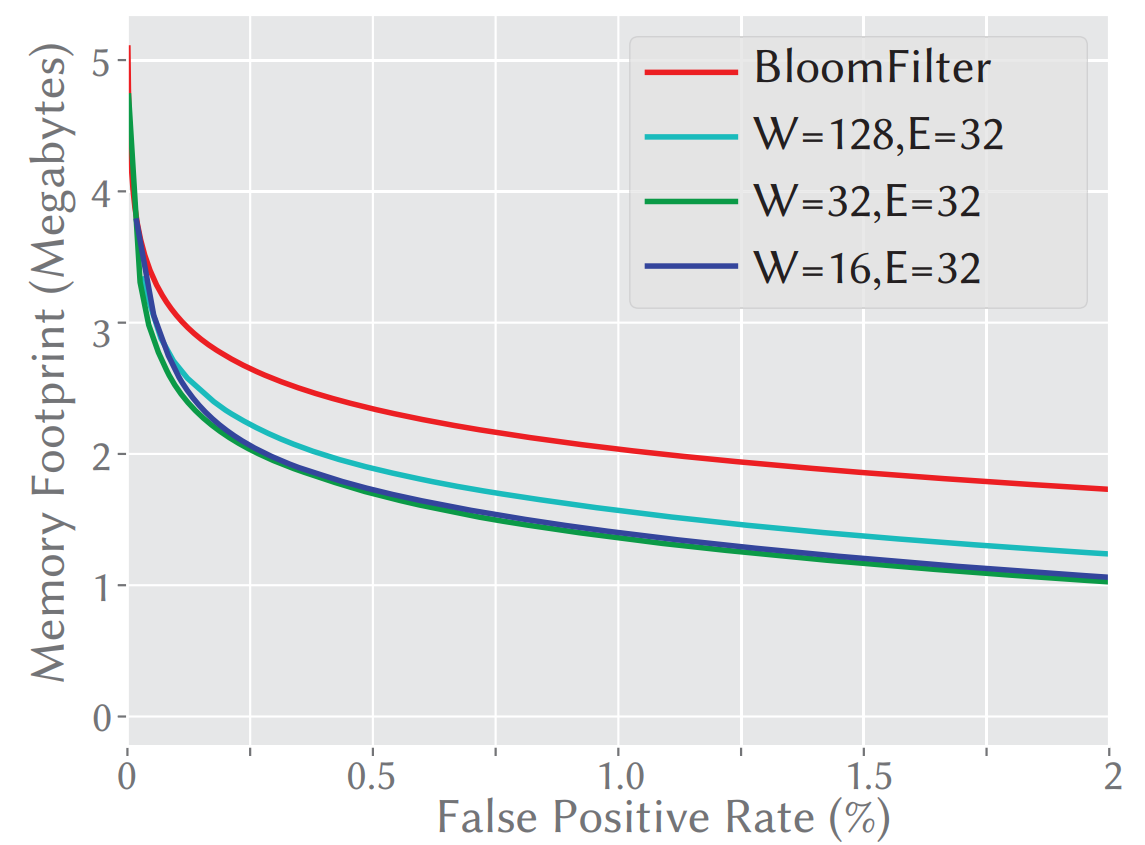 BloomFilter
W=128,E=32
W=32,E=32
W=16,E=32
Memory Footprint (Megabytes)
5
4
3
2
1
0
0 0.5 1.0 1.5 2
False Positive Rate (%)